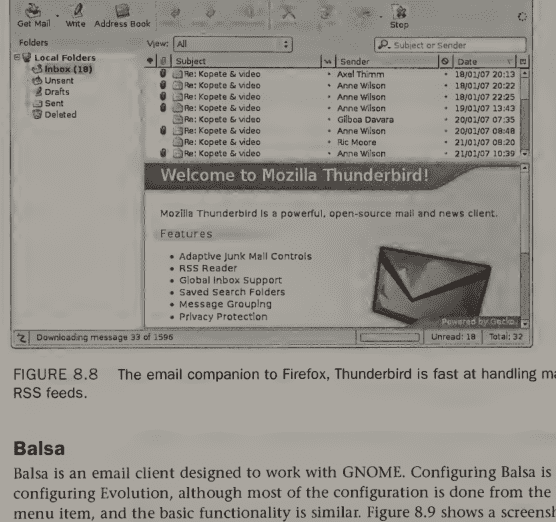 Get Mail Write Address Book Stop
Folders View: All Subject or Sender
Local Folders Subject Sender Date
Inbox (18) Re: Kopete & video Axel Thimm 18/01/07 20:13
Unsent Re: Kopete & video Anne Wilson 18/01/07 20:22
Drafts Re: Kopete & video Anne Wilson 18/01/07 22:25
Sent Re: Kopete & video Anne Wilson 19/01/07 13:43
Deleted Re: Kopete & video Gilboa Davara 20/01/07 07:35
Re: Kopete & video Anne Wilson 20/01/07 08:48
Re: Kopete & video Ric Moore 21/01/07 08:20
Re: Kopete & video Anne Wilson 21/01/07 10:39
Welcome to Mozilla Thunderbird!
Mozilla Thunderbird is a powerful, open-source mail and news client.
Features
• Adaptive Junk Mail Controls
• RSS Reader
• Global Inbox Support
• Saved Search Folders
• Message Grouping
• Privacy Protection
Powered by Gecko
Downloading message 33 of 1596 Unread: 18 Total: 32
FIGURE 8.8 The email companion to Firefox, Thunderbird is fast at handling ma
RSS feeds.
Balsa
Balsa is an email client designed to work with GNOME. Configuring Balsa is
configuring Evolution, although most of the configuration is done from the
menu item, and the basic functionality is similar. Figure 8.9 shows a screensh